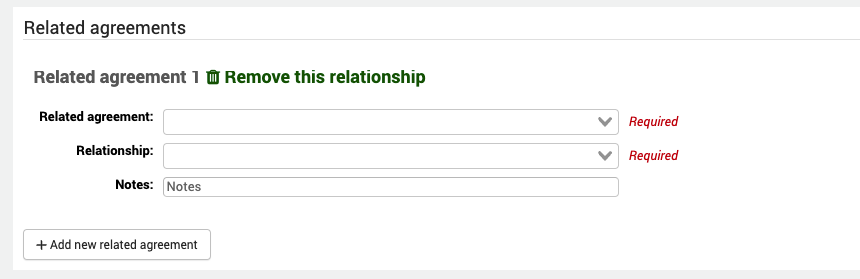 Related agreements
Related agreement 1 Remove this relationship
Related agreement: Required
Relationship: Required
Notes: Notes
+ Add new related agreement